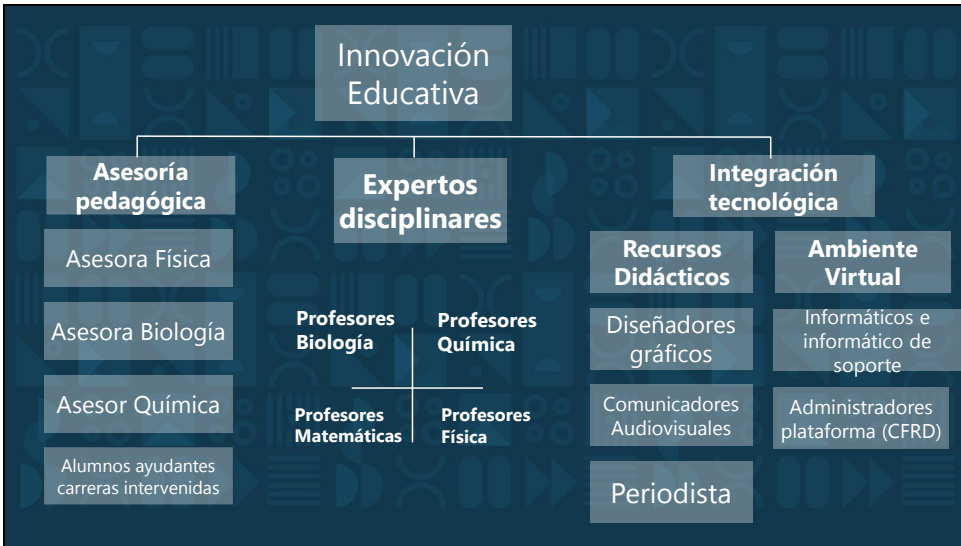 Innovación
Educativa
Asesoría
pedagógica
Asesora Física
Asesora Biología
Asesor Química
Alumnos ayudantes
carreras intervenidas
Expertos
disciplinares
Profesores
Biología
Profesores
Química
Profesores
Matemáticas
Profesores
Física
Integración
tecnológica
Recursos
Didácticos
Diseñadores
gráficos
Comunicadores
Audiovisuales
Periodista
Ambiente
Virtual
Informáticos e
informático de
soporte
Administradores
plataforma (CFRD)